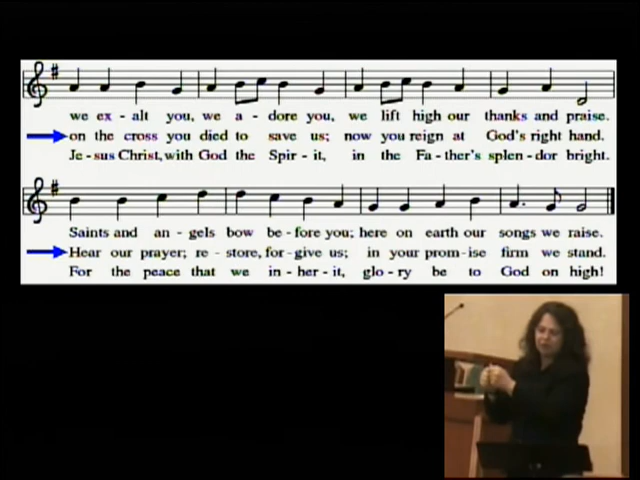 we ex - alt you, we a - dore you, we lift high our thanks and praise.
on the cross you died to save us; now you reign at God's right hand.
Je - sus Christ, with God the Spir - it, in the Fa - ther's splen - dor bright.
Saints and an - gels bow be - fore you; here on earth our songs we raise.
Hear our prayer; re - store, for - give us; in your prom - ise firm we stand.
For the peace that we in - her - it, glo - ry be to God on high!